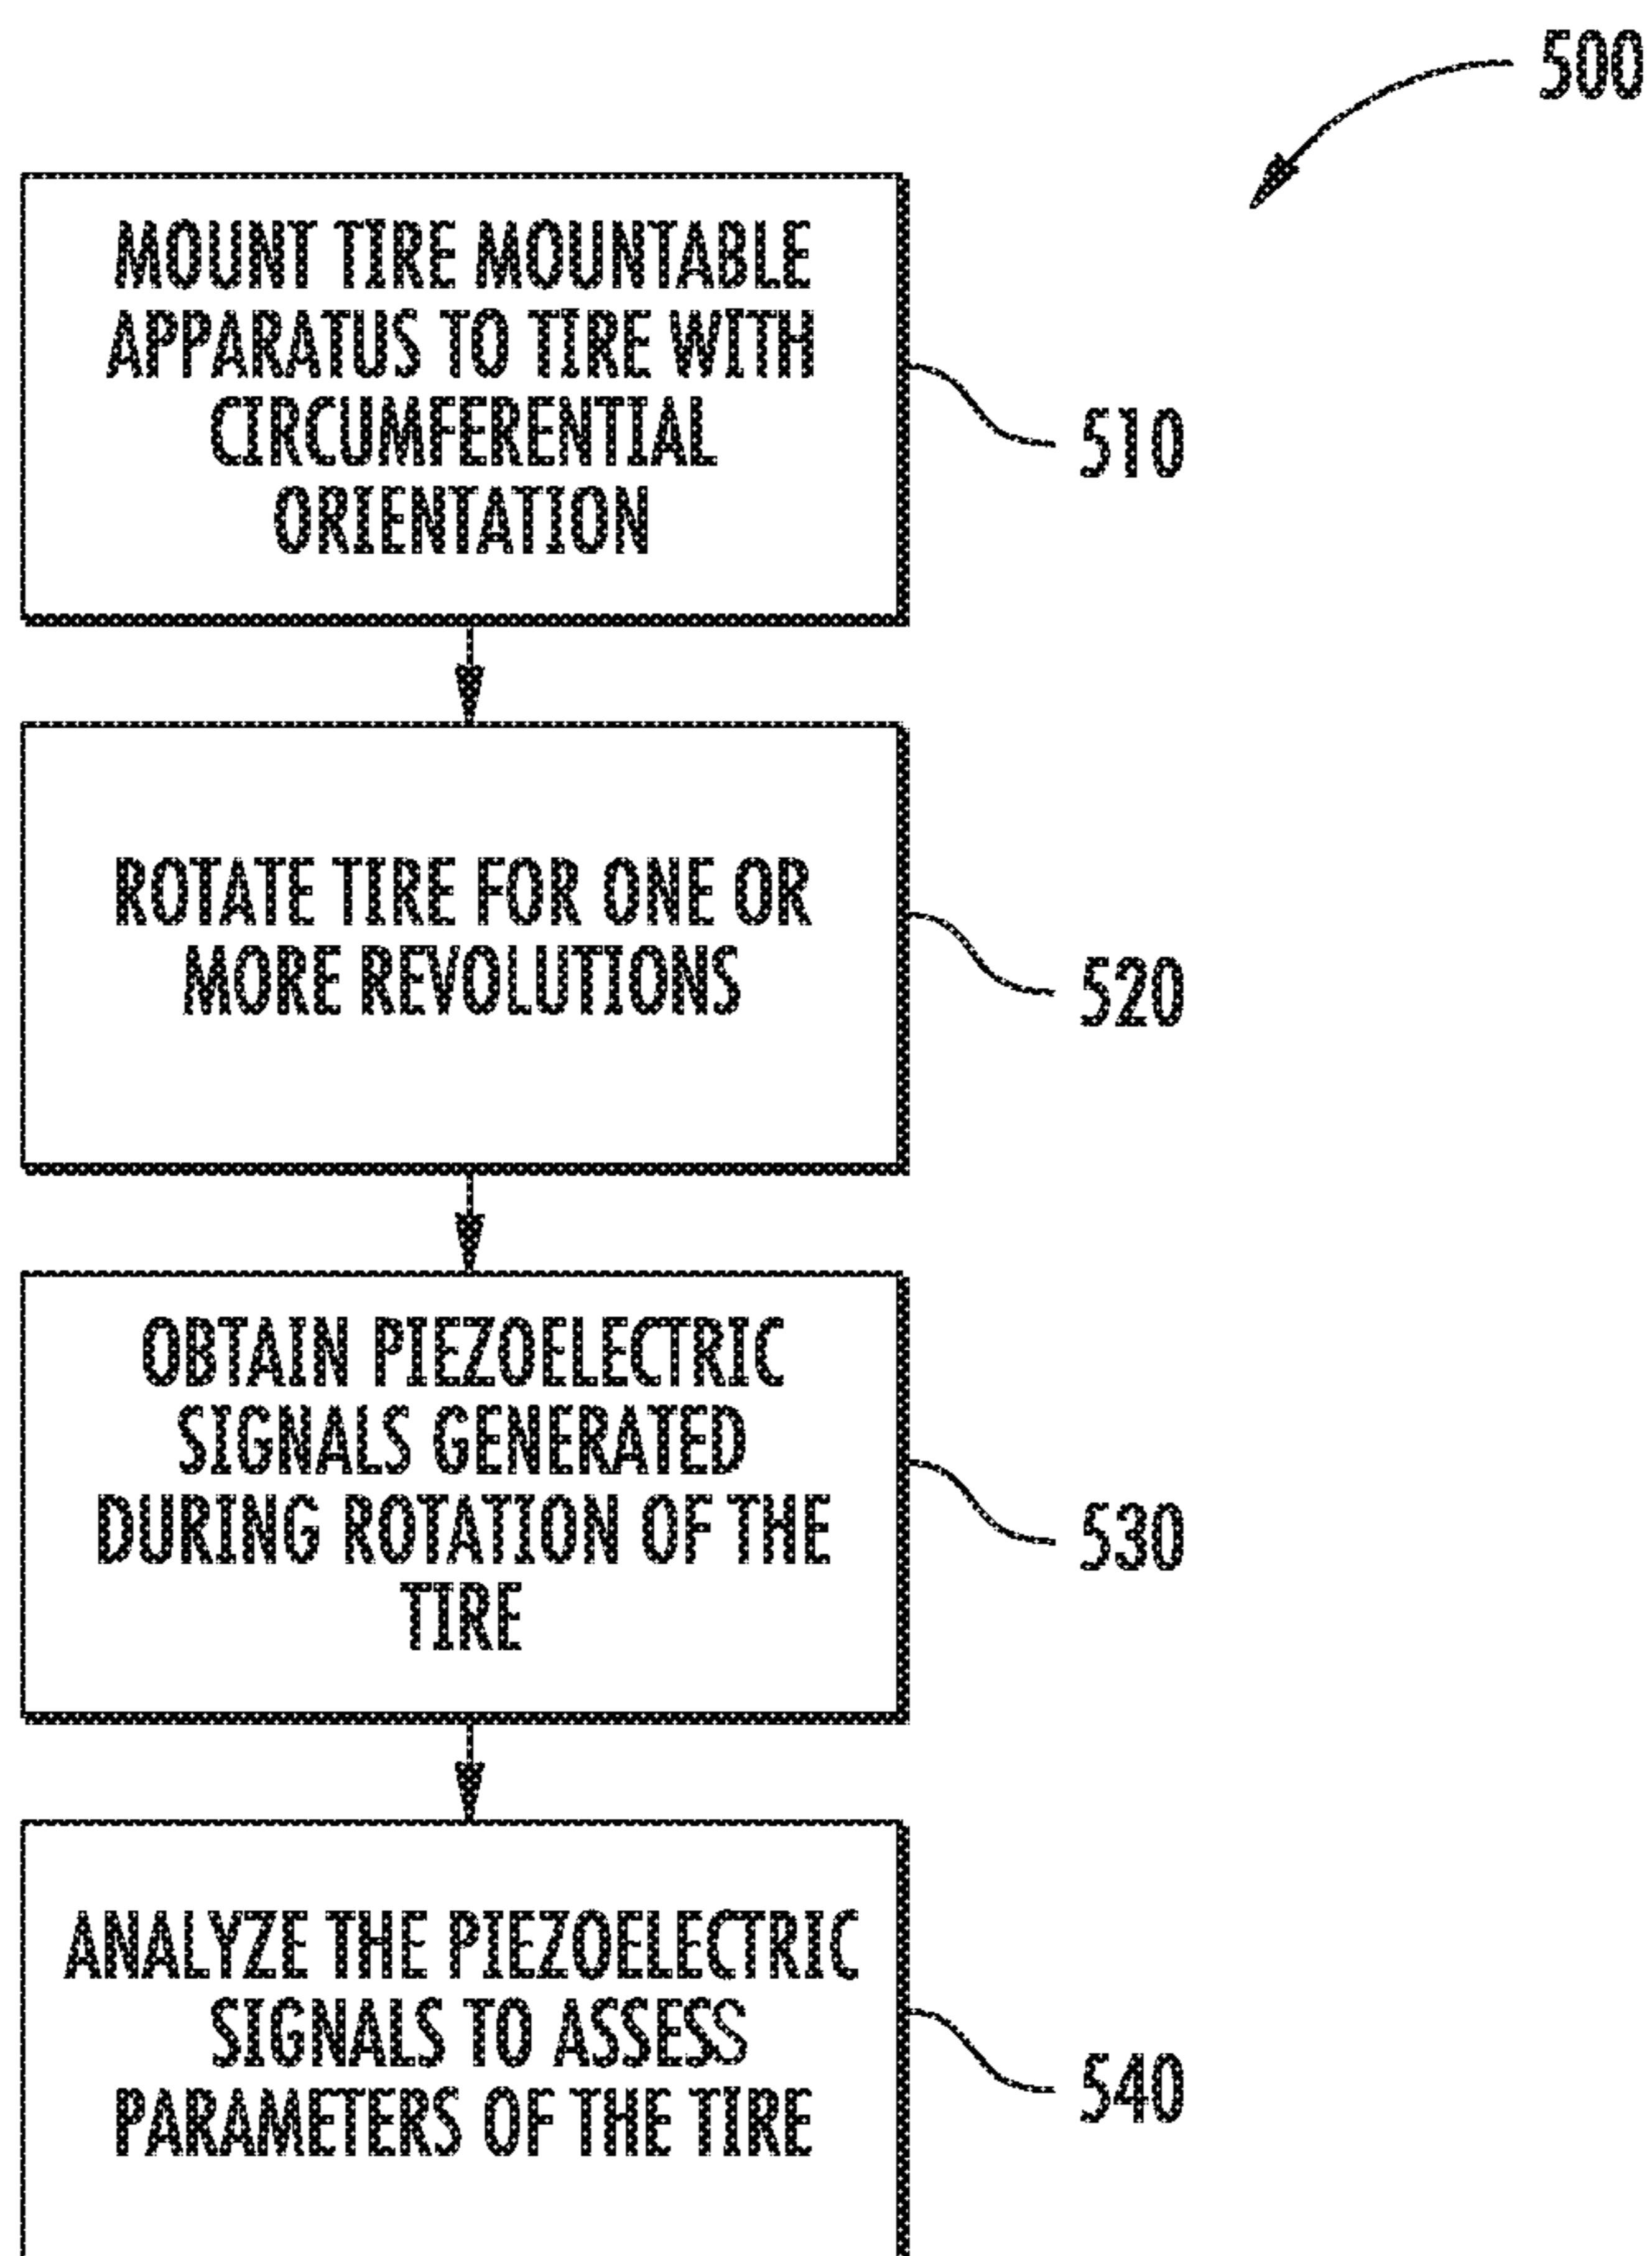 500
MOUNT TIRE MOUNTABLE
APPARATUS TO TIRE WITH
CIRCUMFERENTIAL
ORIENTATION
510
ROTATE TIRE FOR ONE OR
MORE REVOLUTIONS
520
OBTAIN PIEZOELECTRIC
SIGNALS GENERATED
DURING ROTATION OF THE
TIRE
530
ANALYZE THE PIEZOELECTRIC
SIGNALS TO ASSESS
PARAMETERS OF THE TIRE
540